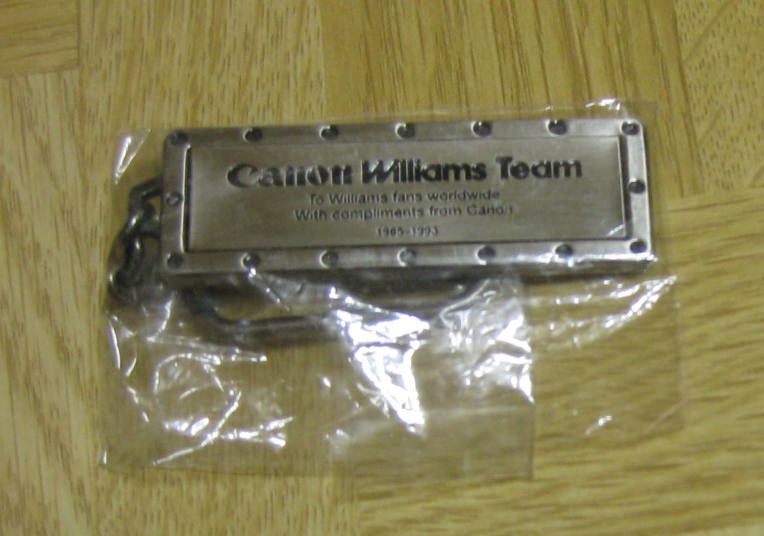 Canon Williams Team
To Williams fans worldwide
With compliments from Canon
1985-1993